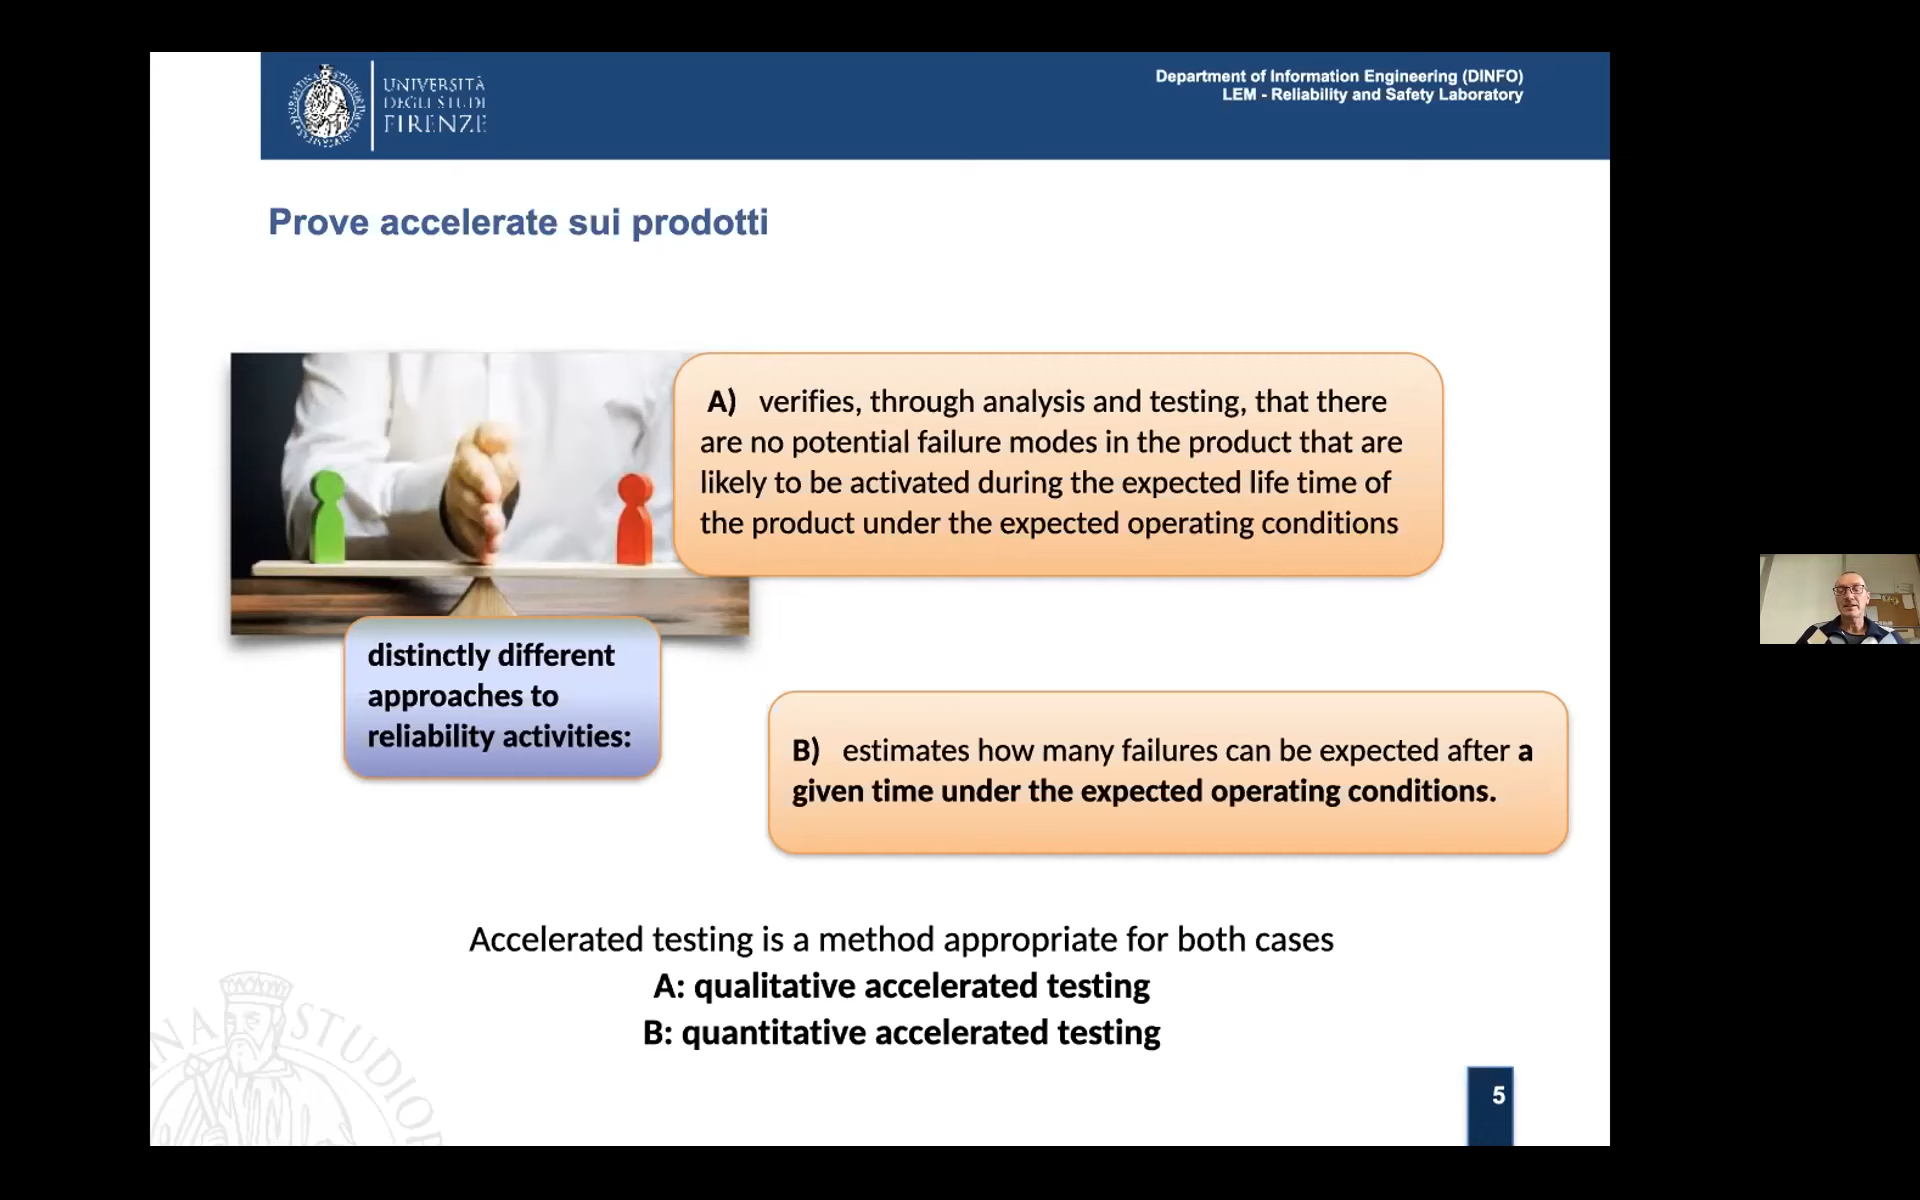 UNIVERSITÀ
DEGLI STUDI
FIRENZE
Department of Information Engineering (DINFO)
LEM - Reliability and Safety Laboratory
Prove accelerate sui prodotti
A) verifies, through analysis and testing, that there
are no potential failure modes in the product that are
likely to be activated during the expected life time of
the product under the expected operating conditions
distinctly different
approaches to
reliability activities:
B) estimates how many failures can be expected after a
given time under the expected operating conditions.
Accelerated testing is a method appropriate for both cases
A: qualitative accelerated testing
B: quantitative accelerated testing
NA STUDIO
5